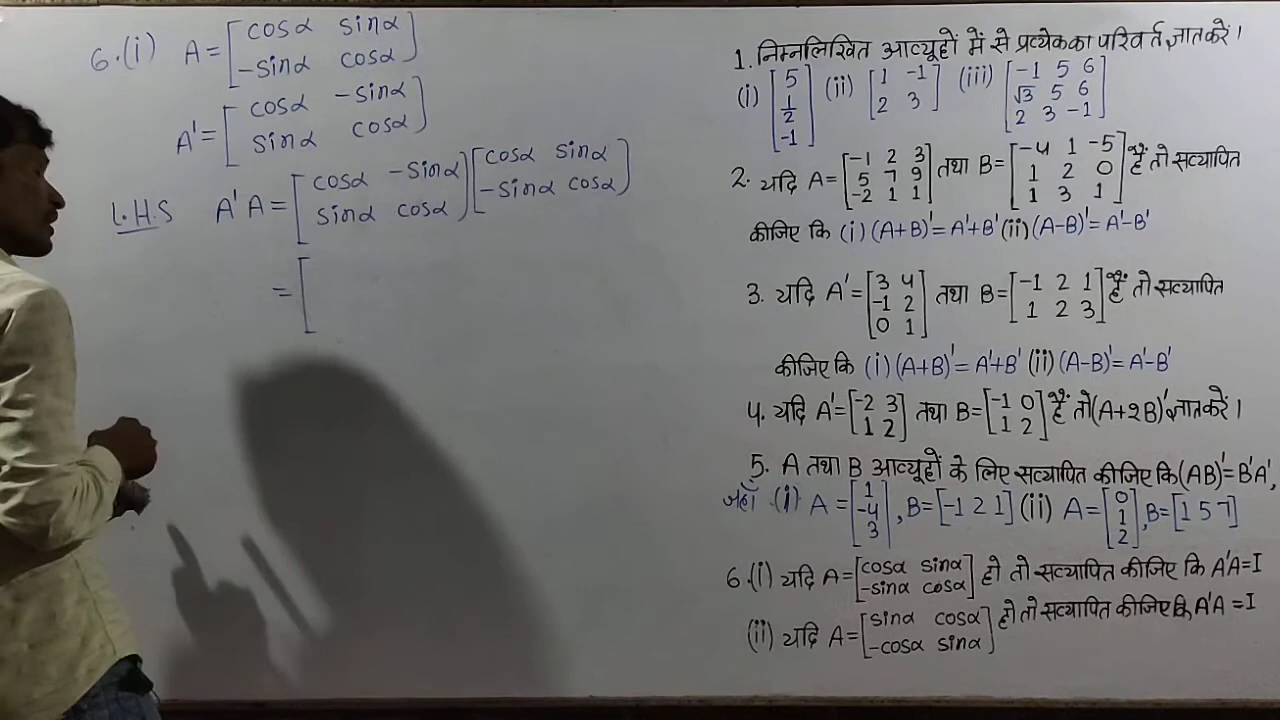 6.(i) A=[cosα sinα
-sinα cosα]
A'=[cosα -sinα
sinα cosα]
L.H.S A'A=[cosα -sinα][cosα sinα]
sinα cosα -sinα cosα
=[
1. निम्नलिखित आव्यूहों में से प्रत्येक का परिवर्त ज्ञात करें।
(i) [5 (ii) [1 -1] (iii) [-1 5 6
1/2 2 3 √3 5 6
-1] 2 3 -1]
2. यदि A=[-1 2 3 तथा B=[-4 1 -5 हैं तो सत्यापित
5 7 9 1 2 0
-2 1 1] 1 3 1]
कीजिए कि (i) (A+B)'=A'+B' (ii) (A-B)'=A'-B'
3. यदि A'=[3 4 तथा B=[-1 2 1 हैं तो सत्यापित
-1 2 1 2 3]
0 1]
कीजिए कि (i) (A+B)'=A'+B' (ii) (A-B)'=A'-B'
4. यदि A'=[-2 3 तथा B=[-1 0 हैं तो (A+2B)' ज्ञात करें।
1 2] 1 2]
5. A तथा B आव्यूहों के लिए सत्यापित कीजिए कि (AB)'=B'A',
जहाँ (i) A=[1 , B=[-1 2 1] (ii) A=[0 , B=[1 5 7]
-4 1
3] 2]
6.(i) यदि A=[cosα sinα हो तो सत्यापित कीजिए कि A'A=I
-sinα cosα]
(ii) यदि A=[sinα cosα हो तो सत्यापित कीजिए कि A'A=I
-cosα sinα]